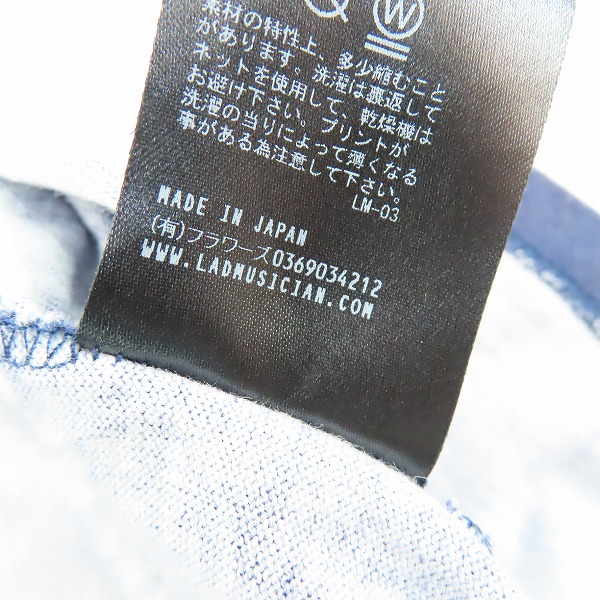 W
素材の特性上、多少縮むこと
があります。洗濯は裏返して
ネットを使用して、乾燥機は
お避け下さい。プリントが
洗濯の当りによって薄くなる
事がある為注意して下さい。
LM-03
MADE IN JAPAN
(有)フラワーズ0369034212
WWW.LADMUSICIAN.COM